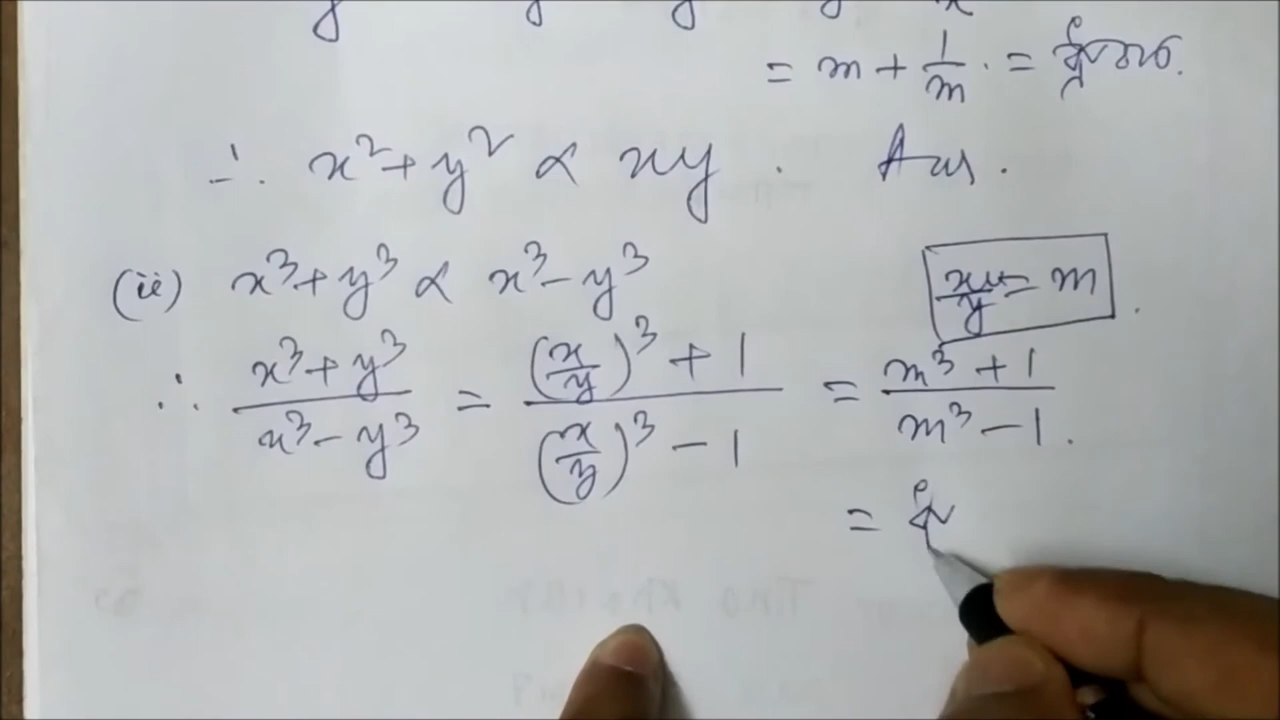 = m + 1/m . = ধ্রুবক.
∴ x² + y² ∝ xy . Ans .
(ii) x³ + y³ ∝ x³ - y³
x/y = m .
∴ (x³ + y³)/(x³ - y³) = ((x/y)³ + 1)/((x/y)³ - 1) = (m³ + 1)/(m³ - 1) .
=